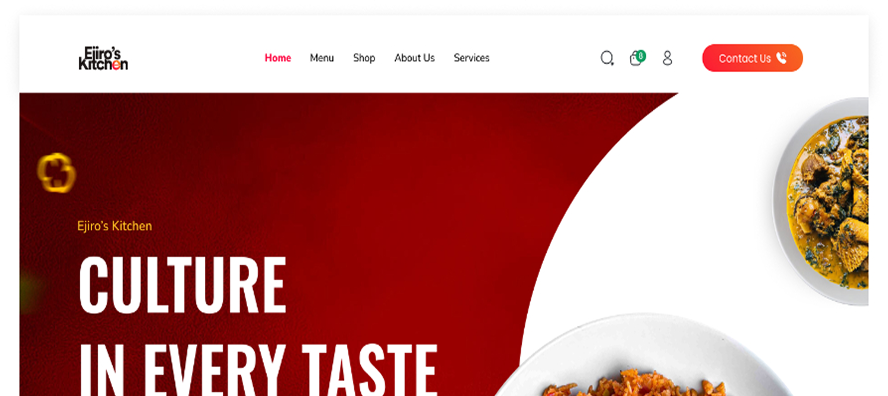 Ejiro's
Kitchen
Home Menu Shop About Us Services 0 Contact Us
Ejiro's Kitchen
CULTURE
IN EVERY TASTE